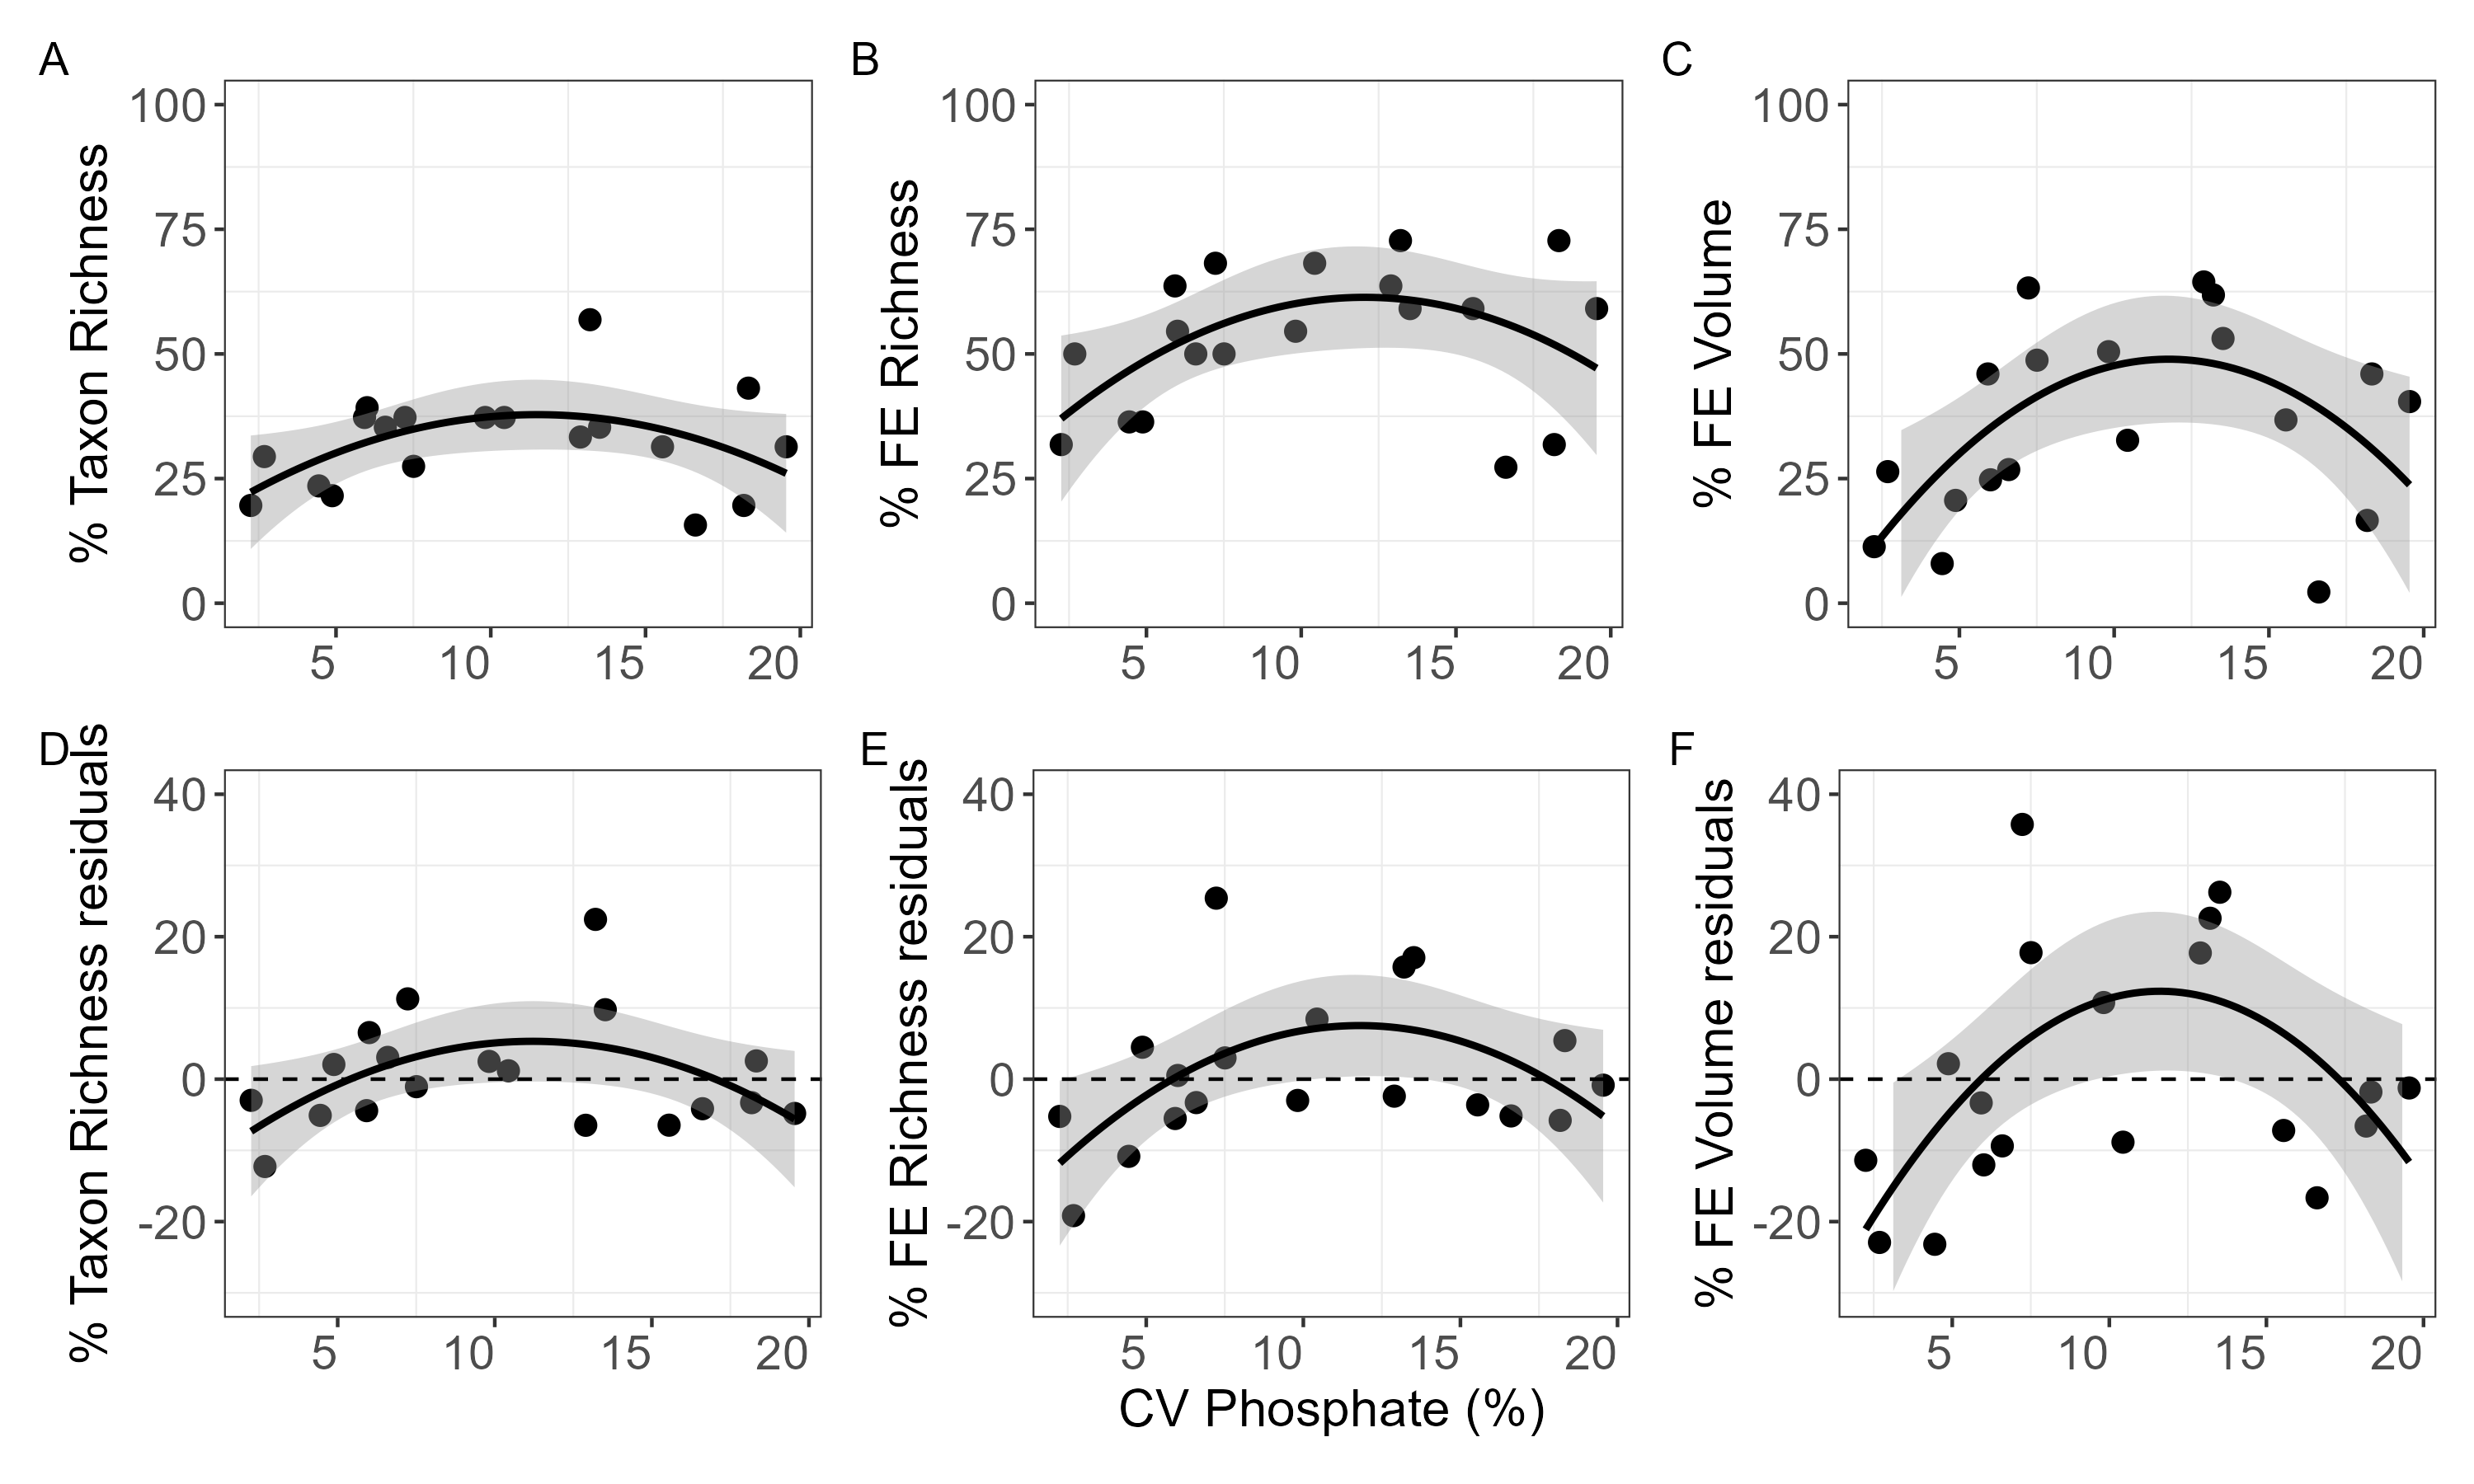 A
B
C
% Taxon Richness
100
75
50
25
0
5 10 15 20
% FE Richness
100
75
50
25
0
5 10 15 20
% FE Volume
100
75
50
25
0
5 10 15 20
D
E
F
% Taxon Richness residuals
40
20
0
-20
5 10 15 20
% FE Richness residuals
40
20
0
-20
5 10 15 20
% FE Volume residuals
40
20
0
-20
5 10 15 20
CV Phosphate (%)